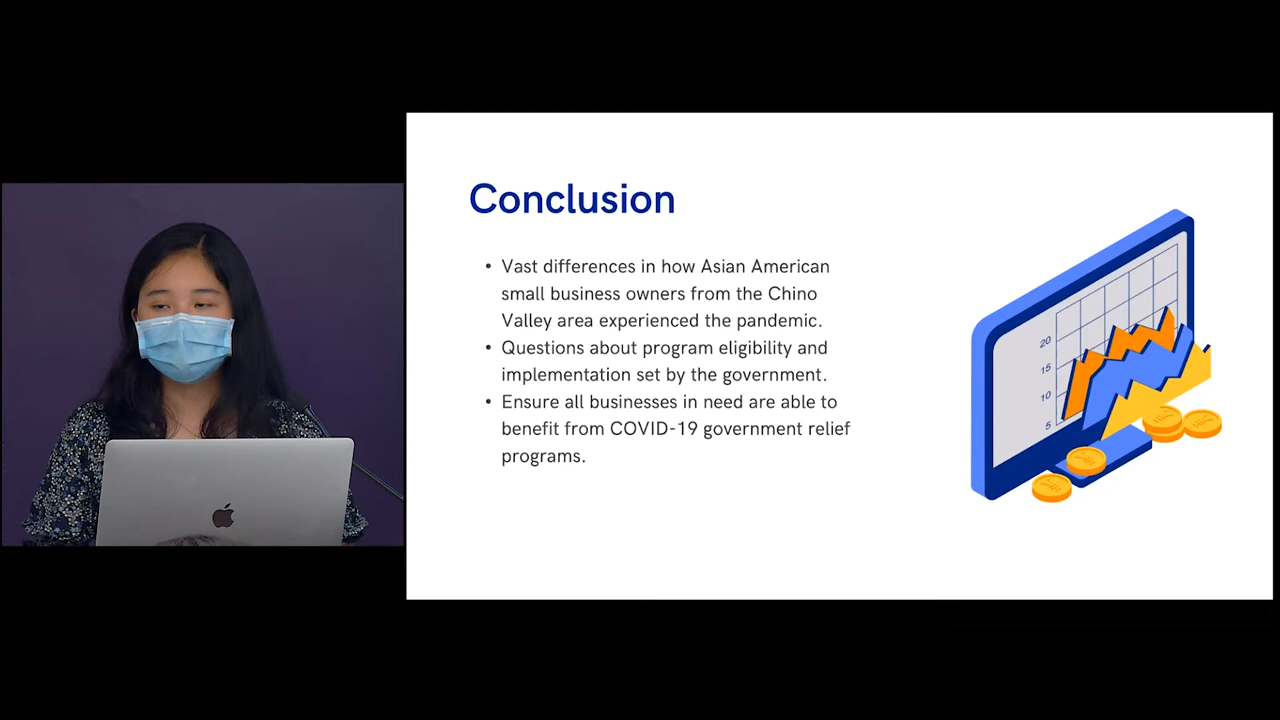 Conclusion
• Vast differences in how Asian American
small business owners from the Chino
Valley area experienced the pandemic.
• Questions about program eligibility and
implementation set by the government.
• Ensure all businesses in need are able to
benefit from COVID-19 government relief
programs.
20
15
10
5